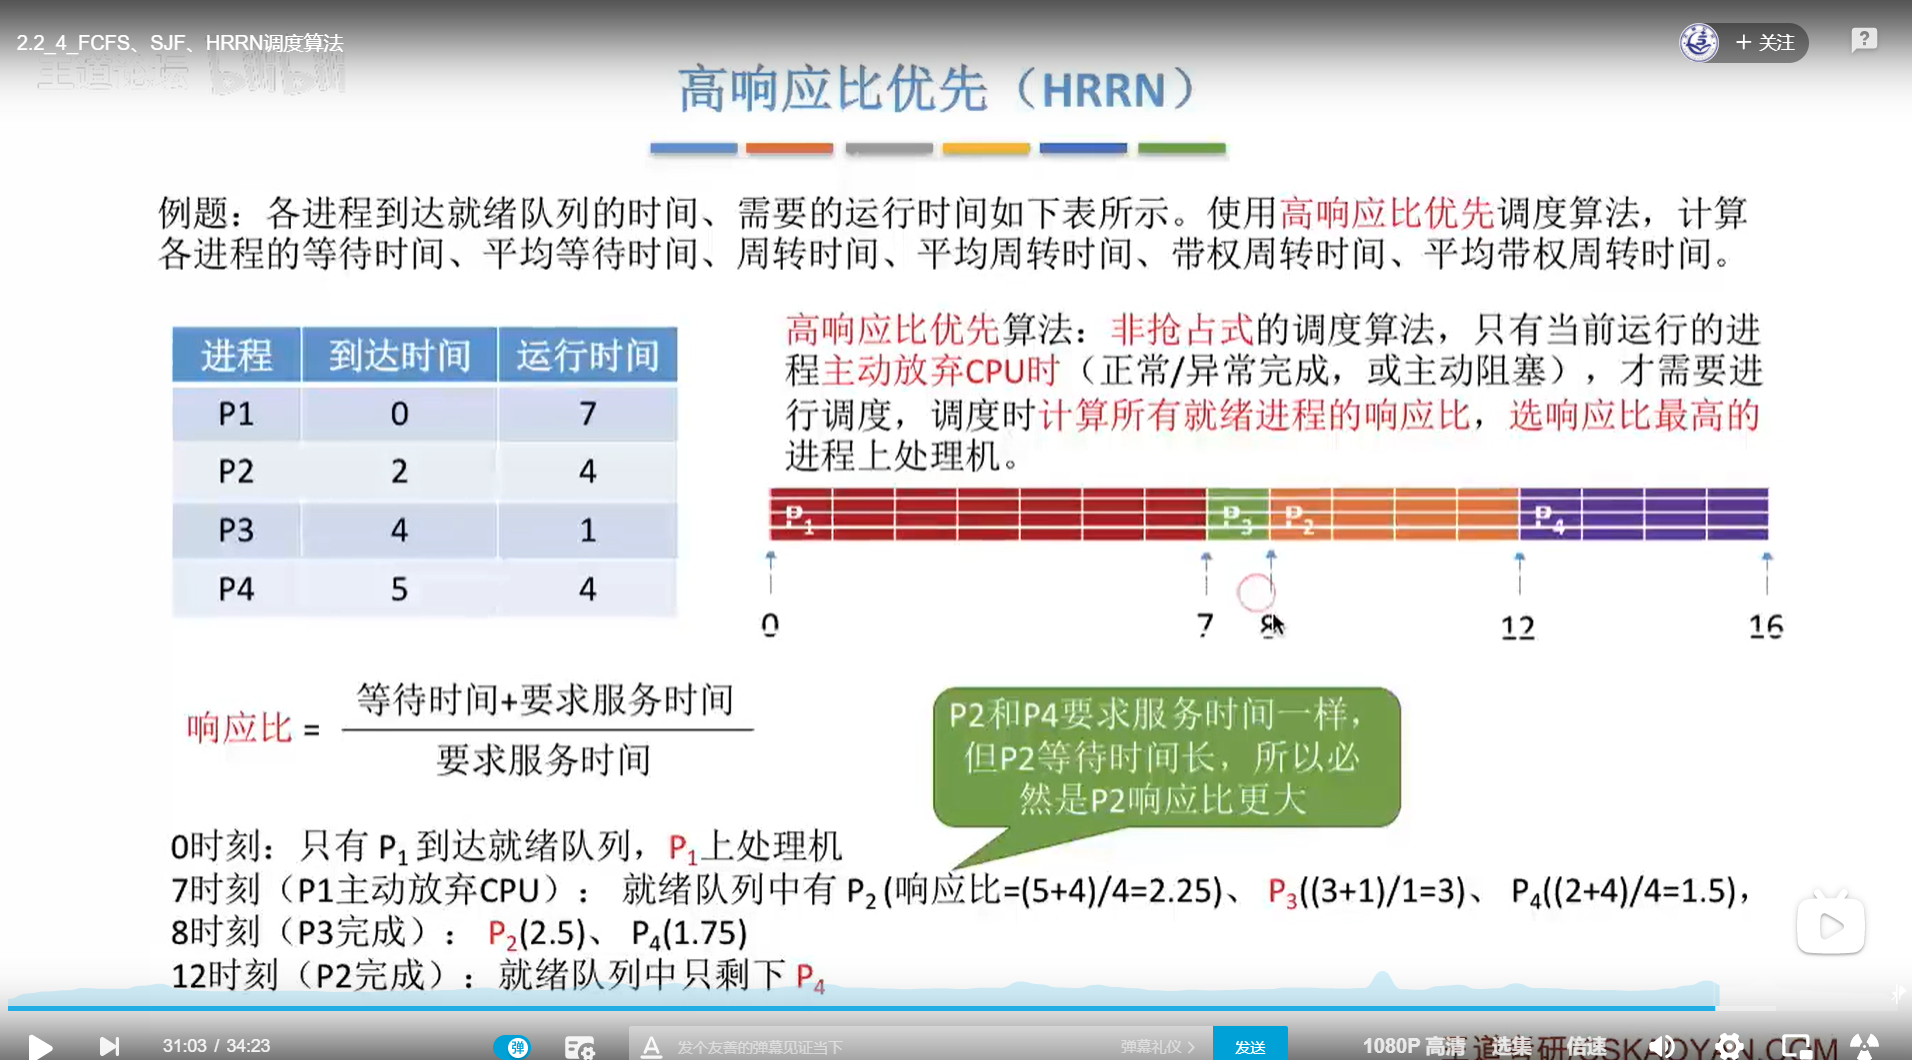 2.2_4_FCFS、SJF、HRRN调度算法
+ 关注
王道论坛 bilibili
高响应比优先（HRRN）
例题：各进程到达就绪队列的时间、需要的运行时间如下表所示。使用高响应比优先调度算法，计算
各进程的等待时间、平均等待时间、周转时间、平均周转时间、带权周转时间、平均带权周转时间。
进程 到达时间 运行时间
P1 0 7
P2 2 4
P3 4 1
P4 5 4
高响应比优先算法：非抢占式的调度算法，只有当前运行的进
程主动放弃CPU时（正常/异常完成，或主动阻塞），才需要进
行调度，调度时计算所有就绪进程的响应比，选响应比最高的
进程上处理机。
P1 P3 P2 P4
0 7 8 12 16
响应比 = 等待时间+要求服务时间
要求服务时间
P2和P4要求服务时间一样，
但P2等待时间长，所以必
然是P2响应比更大
0时刻：只有 P1 到达就绪队列，P1上处理机
7时刻（P1主动放弃CPU）： 就绪队列中有 P2 (响应比=(5+4)/4=2.25)、 P3((3+1)/1=3)、 P4((2+4)/4=1.5)，
8时刻（P3完成）： P2(2.5)、 P4(1.75)
12时刻（P2完成）：就绪队列中只剩下 P4
31:03 / 34:23
弹
A 发个友善的弹幕见证当下
弹幕礼仪 >
发送
1080P 高清
选集
倍速